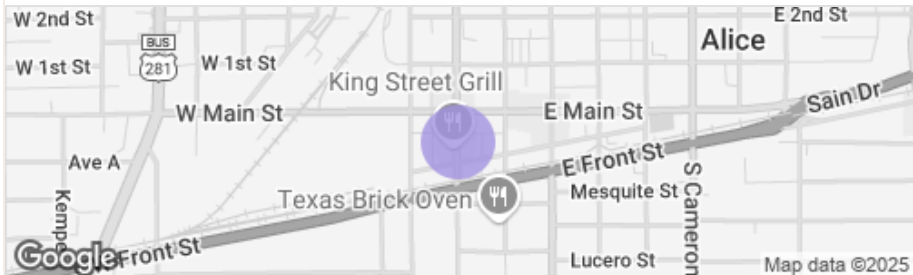 W 2nd St
E 2nd St
BUS
281
W 1st St
W 1st St
Alice
King Street Grill
W Main St
E Main St
Sain Dr
Ave A
E Front St
Kempe
Texas Brick Oven
Mesquite St
S Cameron
Front St
Lucero St
Google
Map data ©2025